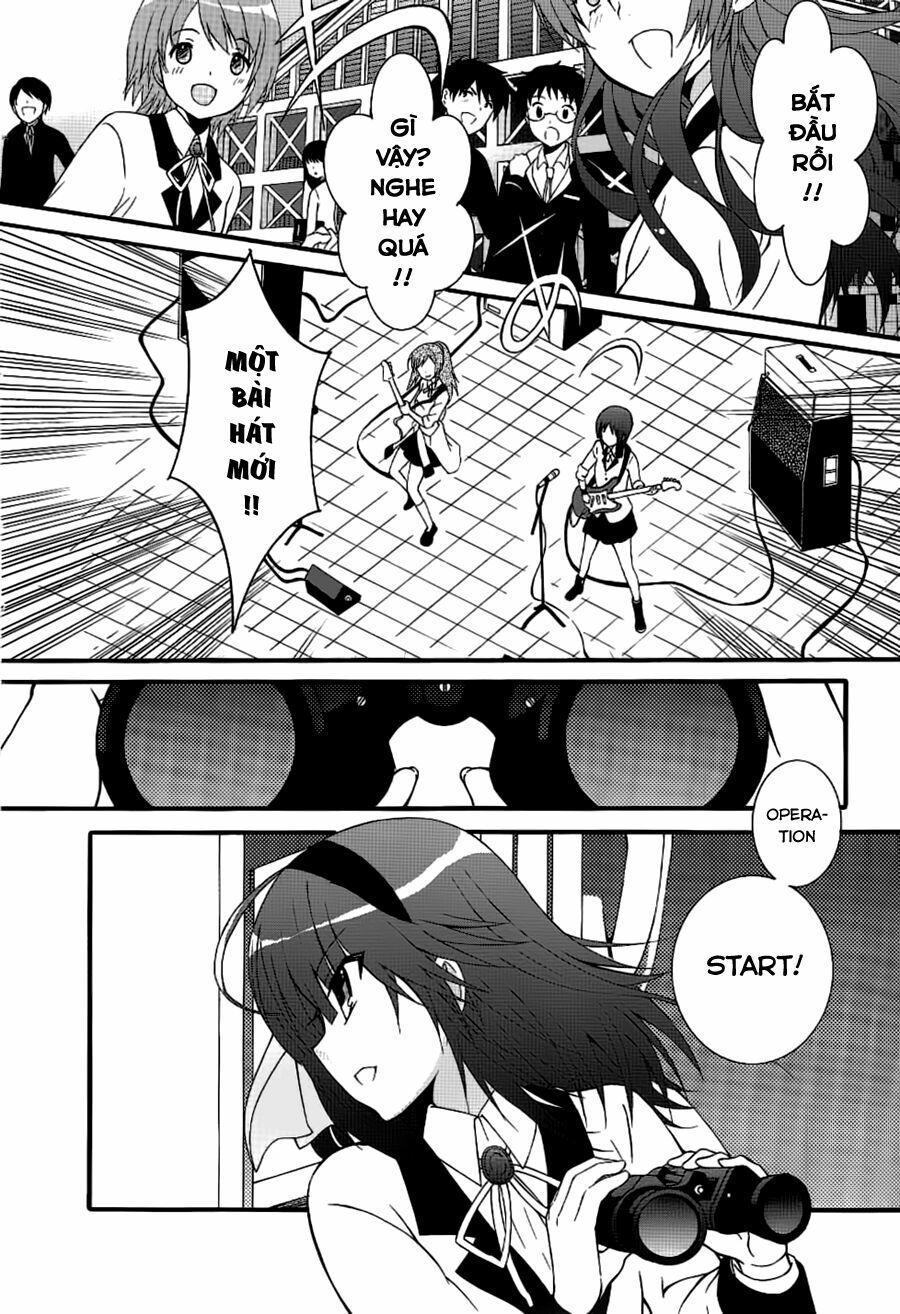 BẮT
ĐẦU
RỒI
!!
GÌ
VẬY?
NGHE
HAY
QUÁ
!!
MỘT
BÀI
HÁT
MỚI
!!
OPERA-
TION
START!